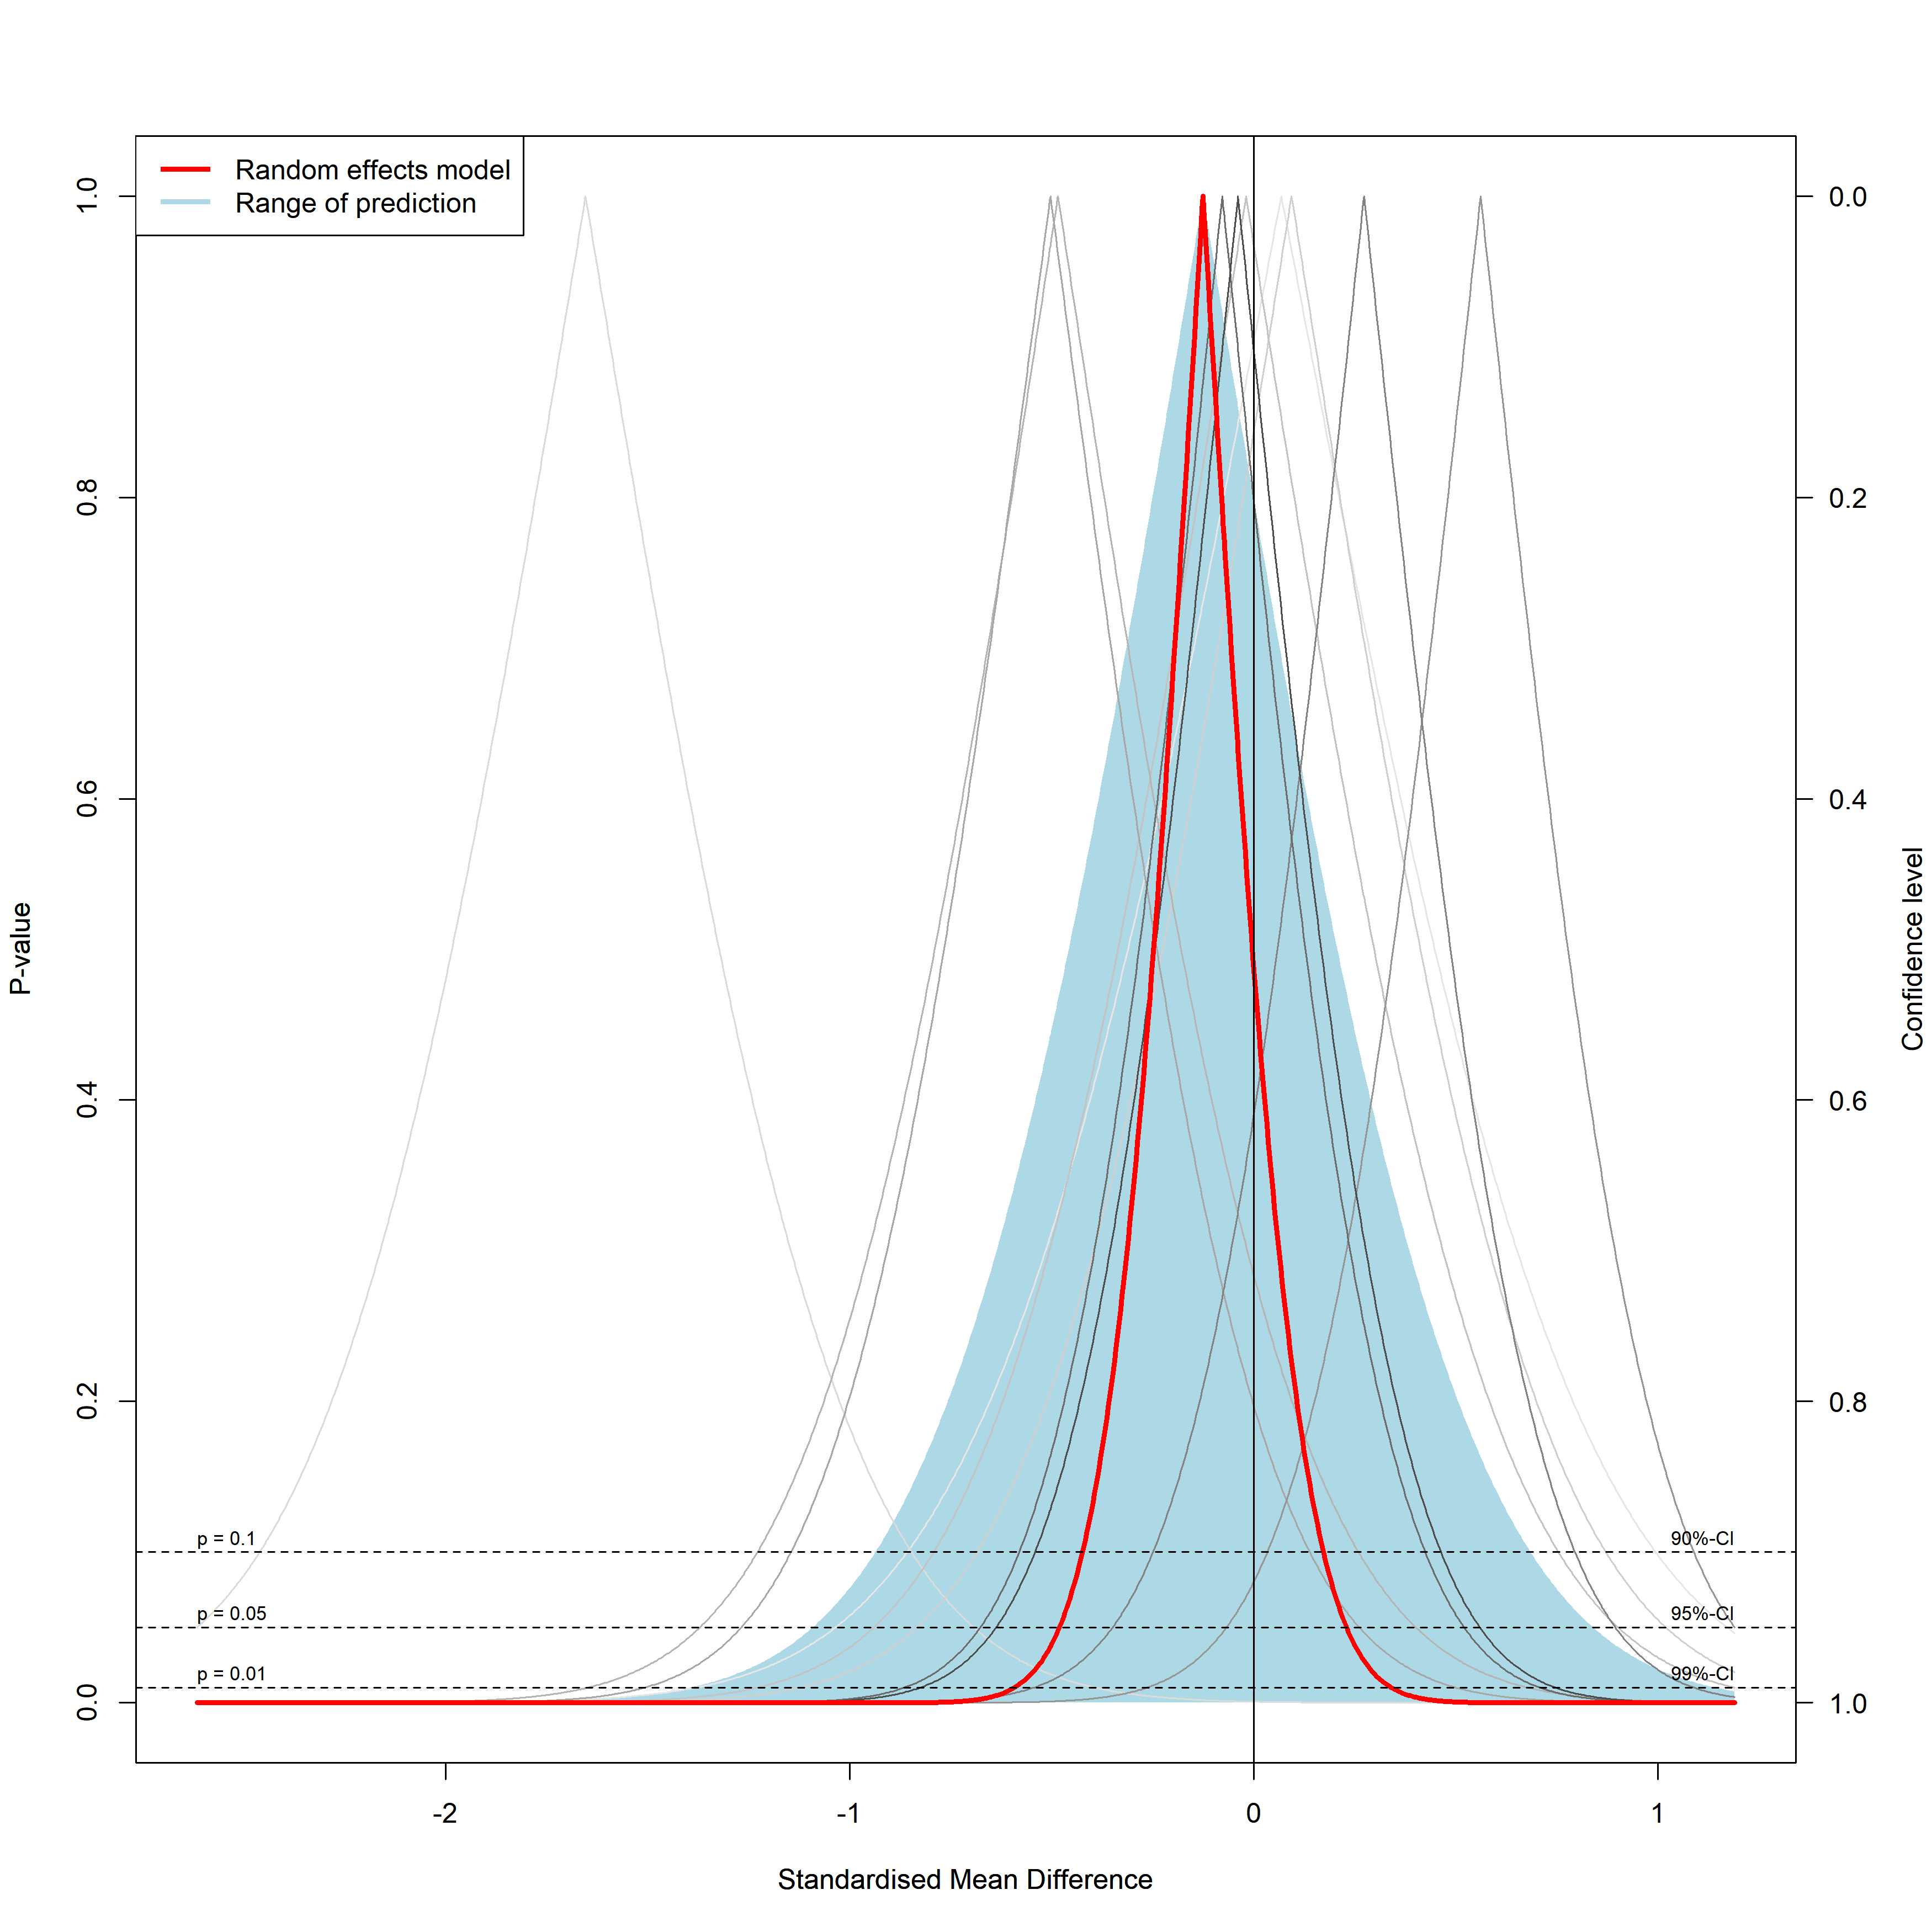 Random effects model
Range of prediction
1.0
0.8
0.6
0.4
0.2
0.0
P-value
0.0
0.2
0.4
0.6
0.8
1.0
Confidence level
p = 0.1
90%-CI
p = 0.05
95%-CI
p = 0.01
99%-CI
-2
-1
0
1
Standardised Mean Difference